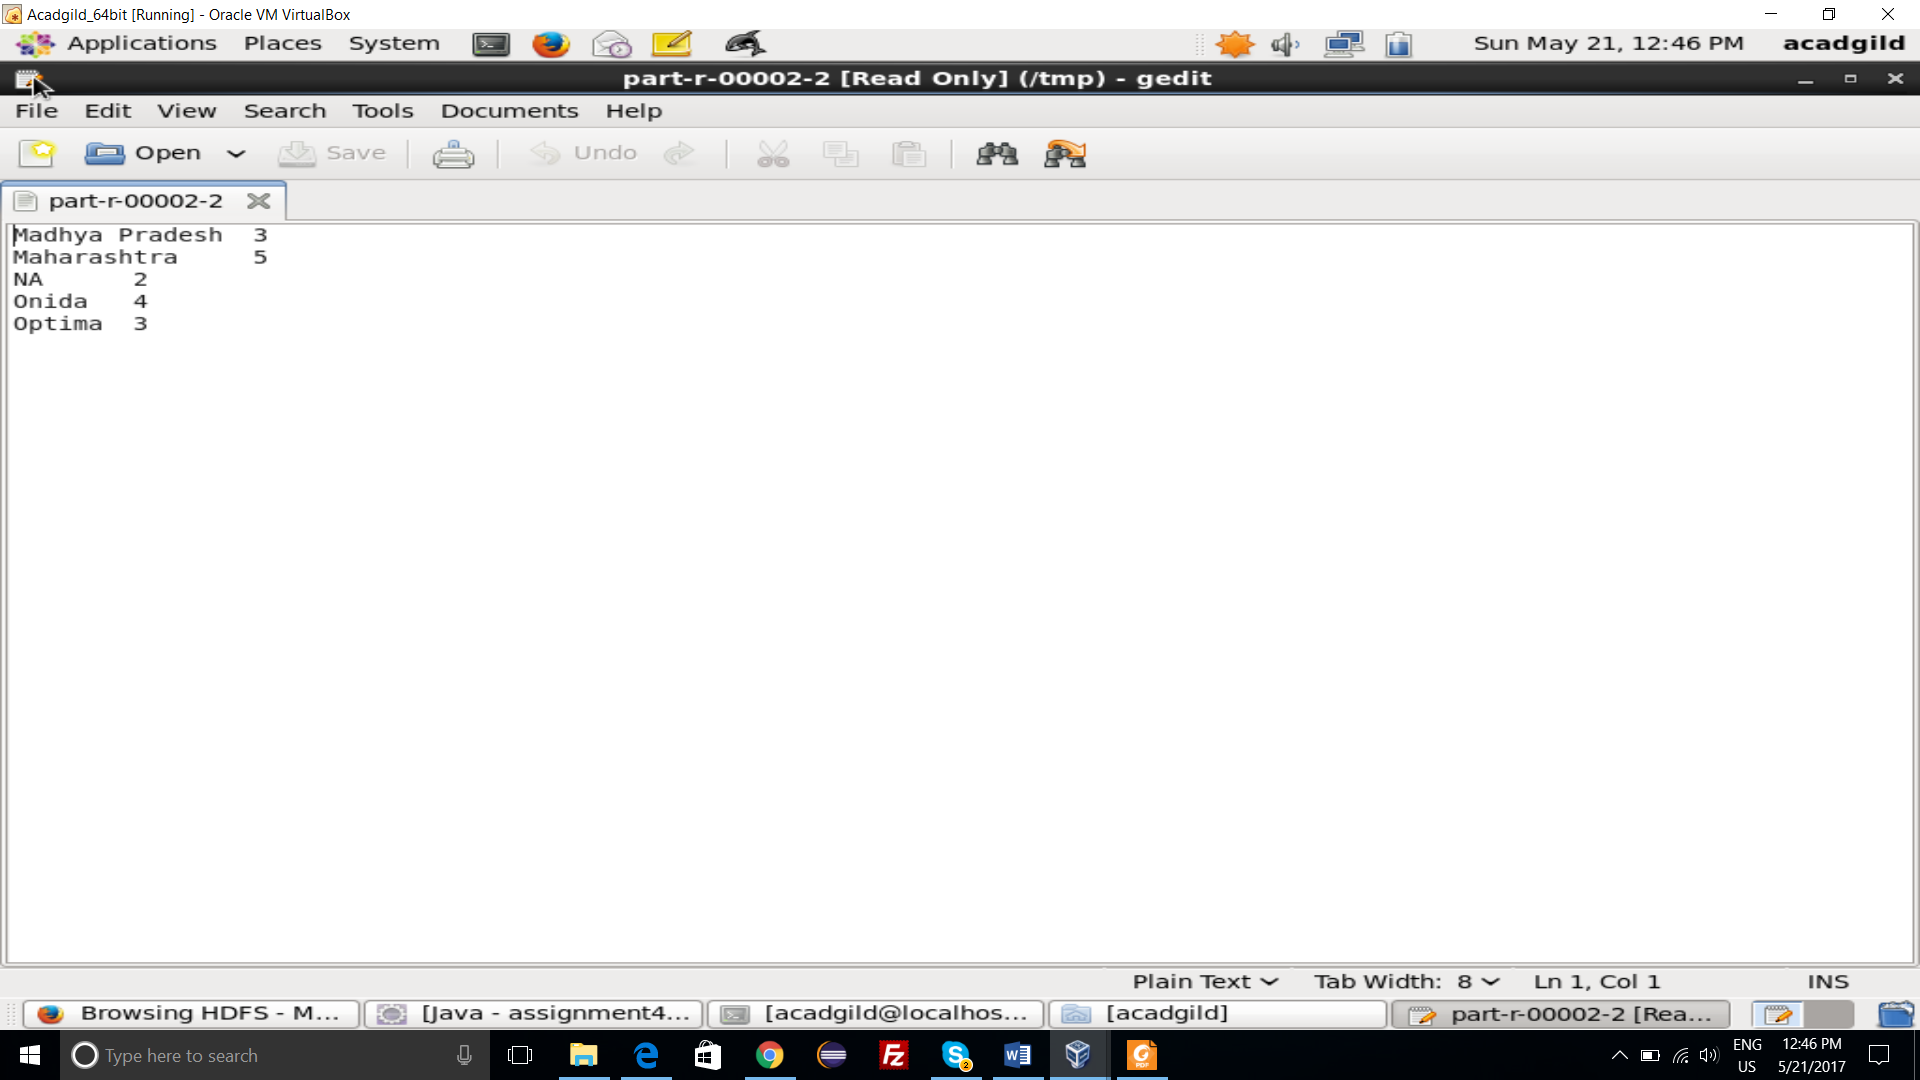 Acadgild_64bit [Running] - Oracle VM VirtualBox
Applications Places System Sun May 21, 12:46 PM acadgild
part-r-00002-2 [Read Only] (/tmp) - gedit
File Edit View Search Tools Documents Help
Open Save Undo
part-r-00002-2
Madhya Pradesh 3
Maharashtra 5
NA 2
Onida 4
Optima 3
Plain Text Tab Width: 8 Ln 1, Col 1 INS
Browsing HDFS - M... [Java - assignment4... [acadgild@localhos... [acadgild] part-r-00002-2 [Rea...
Type here to search
ENG
US
12:46 PM
5/21/2017